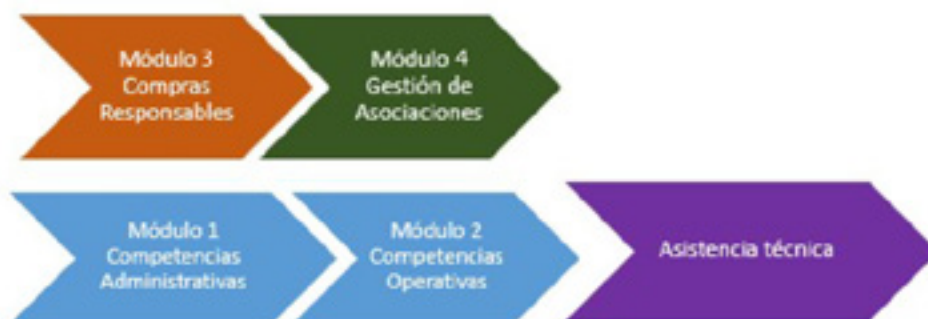 Módulo 3
Compras
Responsables
Módulo 4
Gestión de
Asociaciones
Módulo 1
Competencias
Administrativas
Módulo 2
Competencias
Operativas
Asistencia técnica